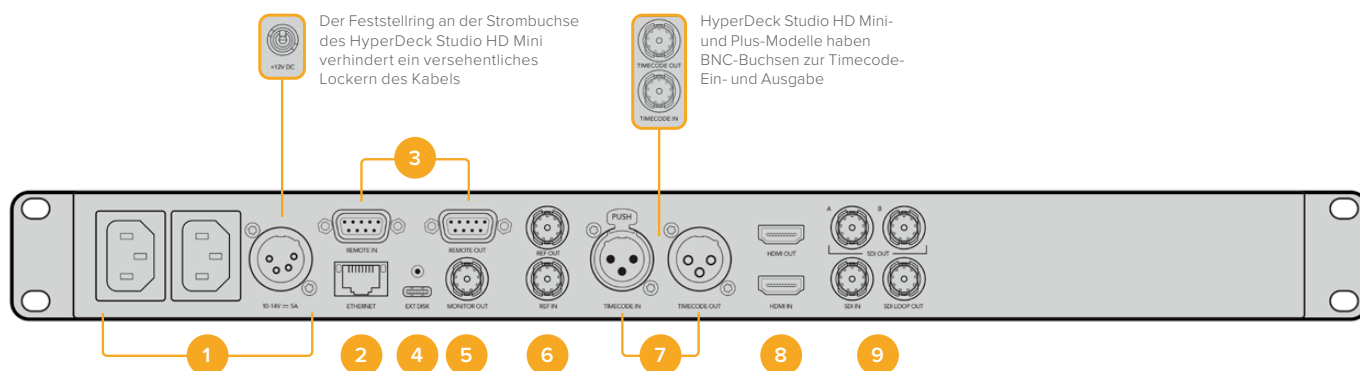 Der Feststellring an der Strombuchse
des HyperDeck Studio HD Mini
verhindert ein versehentliches
Lockern des Kabels
+12V DC
HyperDeck Studio HD Mini-
und Plus-Modelle haben
BNC-Buchsen zur Timecode-
Ein- und Ausgabe
TIMECODE OUT
TIMECODE IN
3
PUSH
A
B
REMOTE IN
REMOTE OUT
REF OUT
HDMI OUT
SDI OUT
10-14V ⎓ 5A
ETHERNET
EXT DISK
MONITOR OUT
REF IN
TIMECODE IN
TIMECODE OUT
HDMI IN
SDI IN
SDI LOOP OUT
1
2
4
5
6
7
8
9